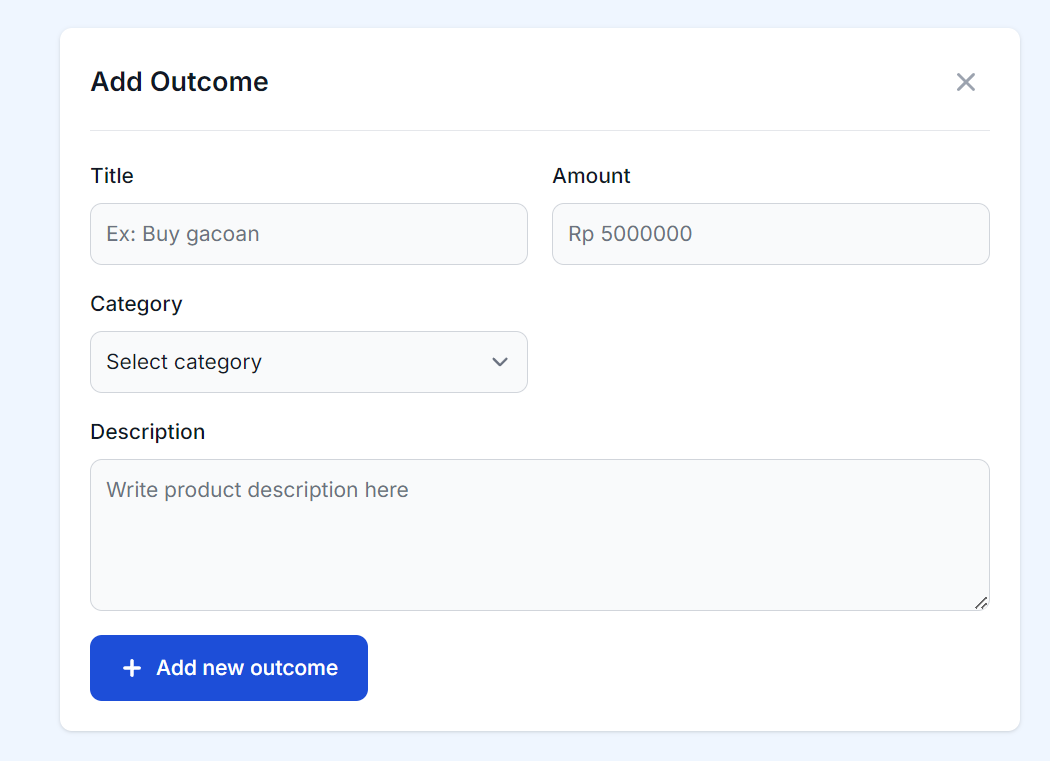 Add Outcome
Title
Amount
Ex: Buy gacoan
Rp 5000000
Category
Select category
Description
Write product description here
Add new outcome